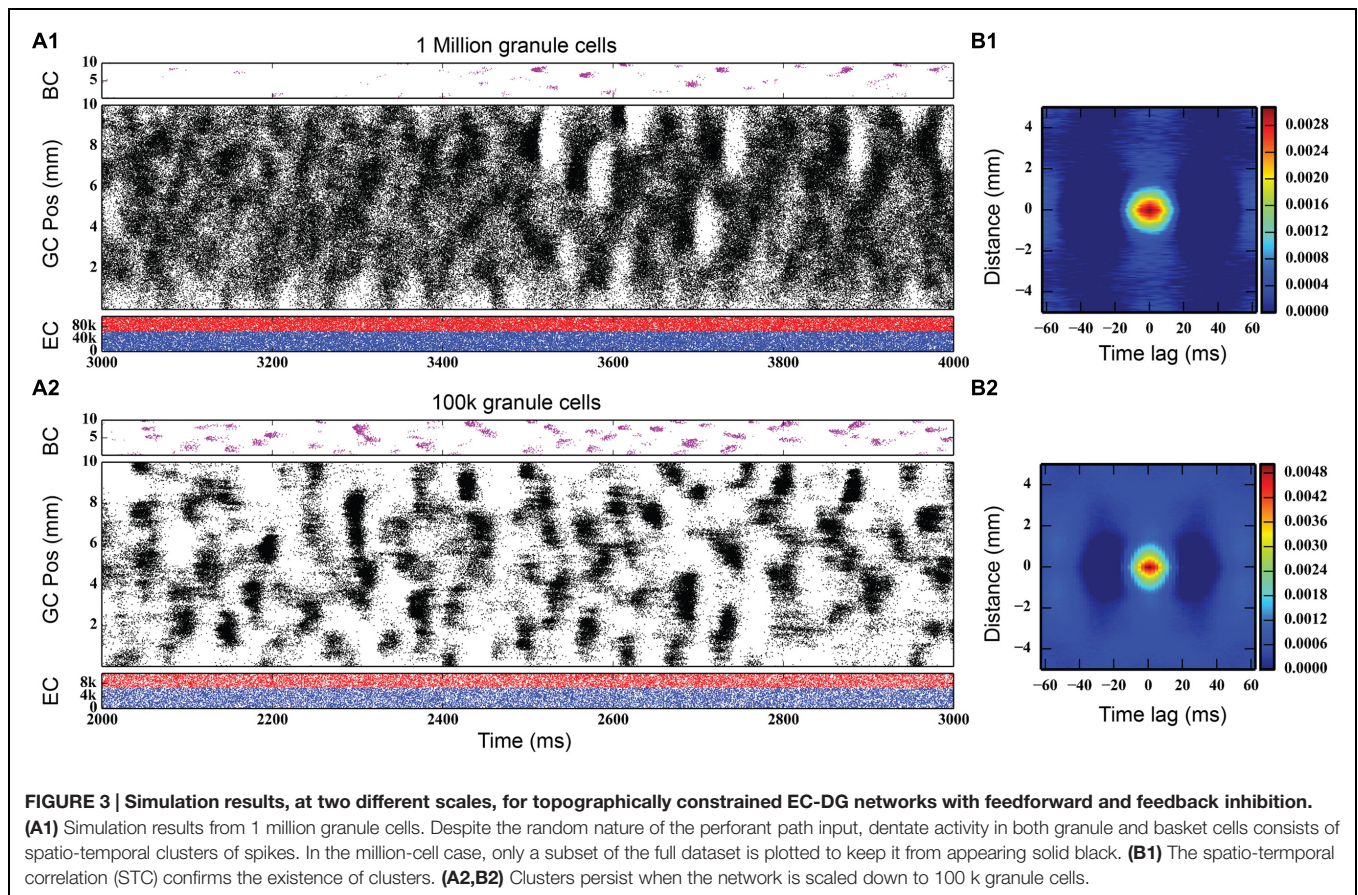 A1
1 Million granule cells
BC
10
5
GC Pos (mm)
10
8
6
4
2
EC
80k
40k
0
3000 3200 3400 3600 3800 4000
B1
Distance (mm)
4
2
0
−2
−4
−60 −40 −20 0 20 40 60
Time lag (ms)
0.0028
0.0024
0.0020
0.0016
0.0012
0.0008
0.0004
0.0000
A2
100k granule cells
BC
10
5
GC Pos (mm)
10
8
6
4
2
EC
8k
4k
0
2000 2200 2400 2600 2800 3000
Time (ms)
B2
Distance (mm)
4
2
0
−2
−4
−60 −40 −20 0 20 40 60
Time lag (ms)
0.0048
0.0042
0.0036
0.0030
0.0024
0.0018
0.0012
0.0006
0.0000
FIGURE 3 | Simulation results, at two different scales, for topographically constrained EC-DG networks with feedforward and feedback inhibition.
(A1) Simulation results from 1 million granule cells. Despite the random nature of the perforant path input, dentate activity in both granule and basket cells consists of
spatio-temporal clusters of spikes. In the million-cell case, only a subset of the full dataset is plotted to keep it from appearing solid black. (B1) The spatio-termporal
correlation (STC) confirms the existence of clusters. (A2,B2) Clusters persist when the network is scaled down to 100 k granule cells.